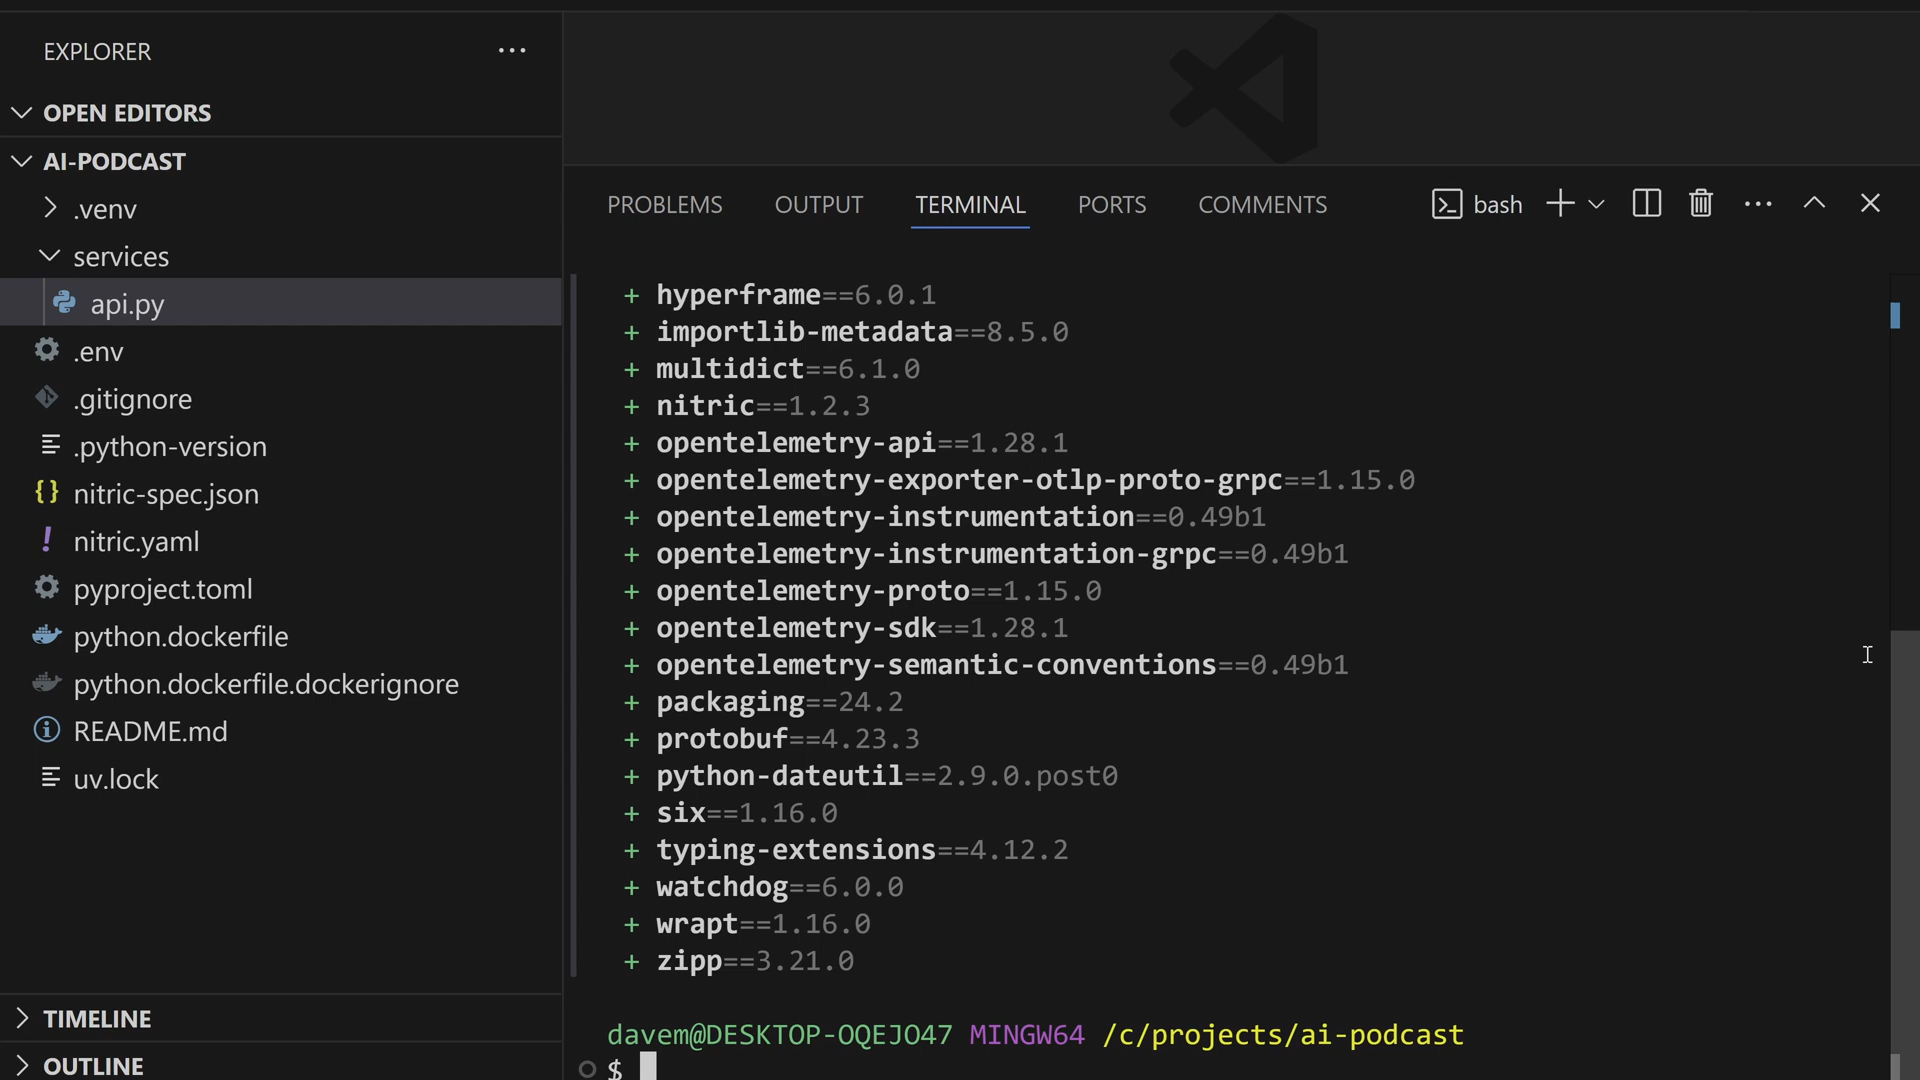 EXPLORER
OPEN EDITORS
AI-PODCAST
.venv
services
api.py
.env
.gitignore
.python-version
nitric-spec.json
nitric.yaml
pyproject.toml
python.dockerfile
python.dockerfile.dockerignore
README.md
uv.lock
TIMELINE
OUTLINE
PROBLEMS OUTPUT TERMINAL PORTS COMMENTS bash
+ hyperframe==6.0.1
+ importlib-metadata==8.5.0
+ multidict==6.1.0
+ nitric==1.2.3
+ opentelemetry-api==1.28.1
+ opentelemetry-exporter-otlp-proto-grpc==1.15.0
+ opentelemetry-instrumentation==0.49b1
+ opentelemetry-instrumentation-grpc==0.49b1
+ opentelemetry-proto==1.15.0
+ opentelemetry-sdk==1.28.1
+ opentelemetry-semantic-conventions==0.49b1
+ packaging==24.2
+ protobuf==4.23.3
+ python-dateutil==2.9.0.post0
+ six==1.16.0
+ typing-extensions==4.12.2
+ watchdog==6.0.0
+ wrapt==1.16.0
+ zipp==3.21.0
davem@DESKTOP-OQEJO47 MINGW64 /c/projects/ai-podcast
$